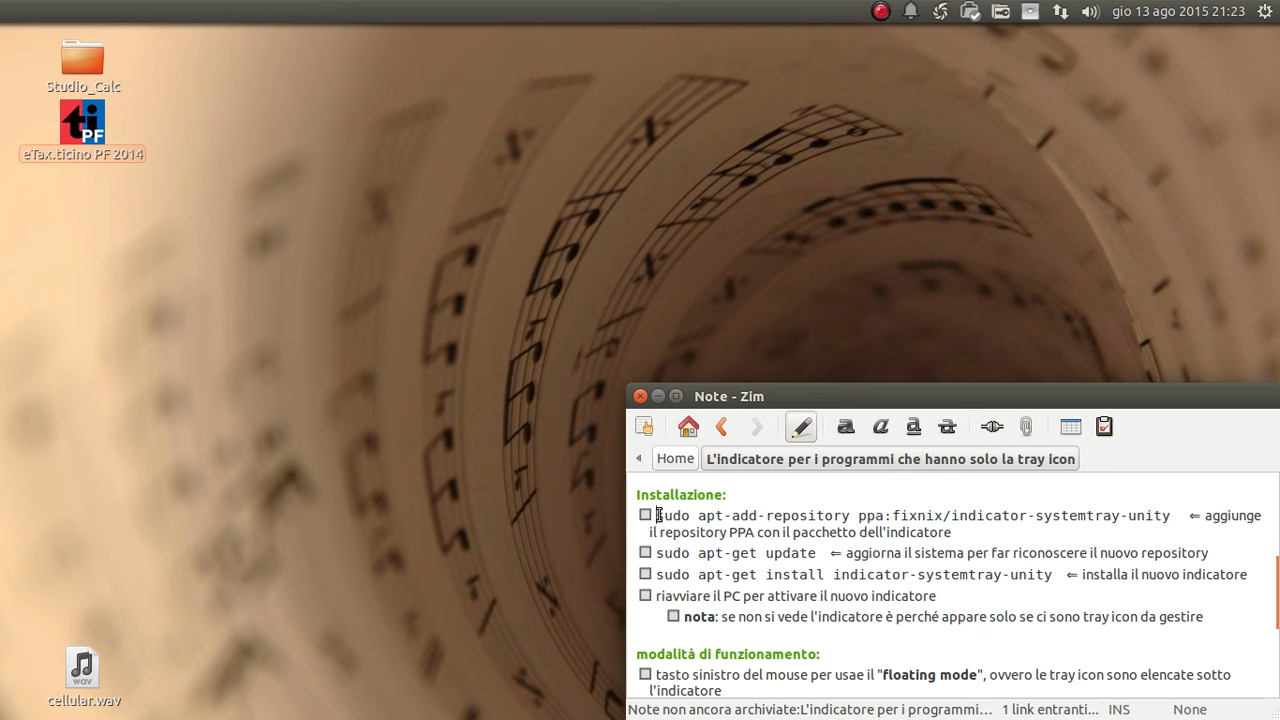 gio 13 ago 2015 21:23
Studio_Calc
ti PF
eTax.ticino PF 2014
Note - Zim
a a a a
Home L'indicatore per i programmi che hanno solo la tray icon
Installazione:
sudo apt-add-repository ppa:fixnix/indicator-systemtray-unity ⇐ aggiunge
il repository PPA con il pacchetto dell'indicatore
sudo apt-get update ⇐ aggiorna il sistema per far riconoscere il nuovo repository
sudo apt-get install indicator-systemtray-unity ⇐ installa il nuovo indicatore
riavviare il PC per attivare il nuovo indicatore
nota: se non si vede l'indicatore è perché appare solo se ci sono tray icon da gestire
modalità di funzionamento:
tasto sinistro del mouse per usae il "floating mode", ovvero le tray icon sono elencate sotto
l'indicatore
wav
cellular.wav
Note non ancora archiviate:L'indicatore per i programmi... 1 link entranti... INS None